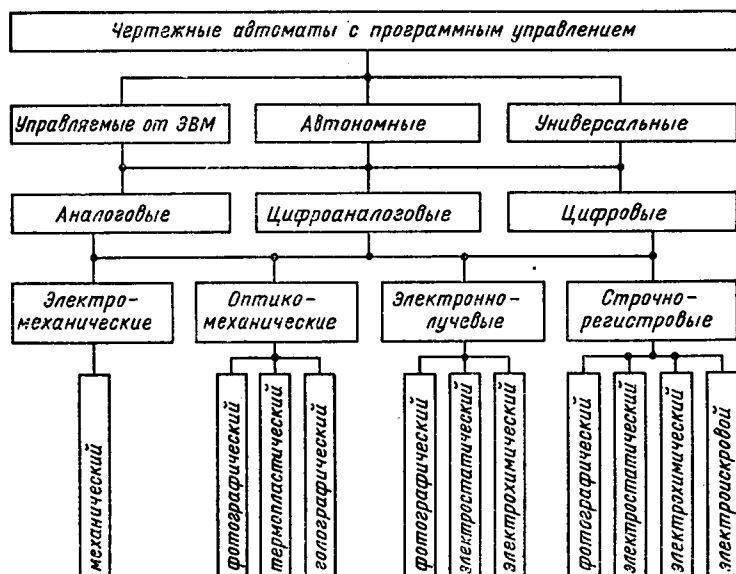 Чертежные автоматы с программным управлением
Управляемые от ЭВМ
Автономные
Универсальные
Аналоговые
Цифроаналоговые
Цифровые
Электро-
механические
Оптико-
механические
Электронно-
лучевые
Строчно-
регистровые
механический
фотографический
термопластический
голографический
фотографический
электростатический
электрохимический
фотографический
электростатический
электрохимический
электроискровой